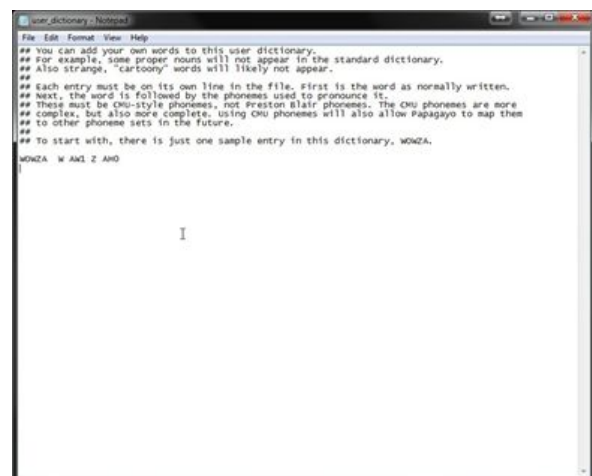 user_dictionary - Notepad
File Edit Format View Help
## You can add your own words to this user dictionary.
## For example, some proper nouns will not appear in the standard dictionary.
## Also strange, "cartoony" words will likely not appear.
##
## Each entry must be on its own line in the file. First is the word as normally written.
## Next, the word is followed by the phonemes used to pronounce it.
## These must be CMU-style phonemes, not Preston Blair phonemes. The CMU phonemes are more
## complex, but also more complete. Using CMU phonemes will also allow Papagayo to map them
## to other phoneme sets in the future.
##
## To start with, there is just one sample entry in this dictionary, WOWZA.
WOWZA W AW1 Z AH0